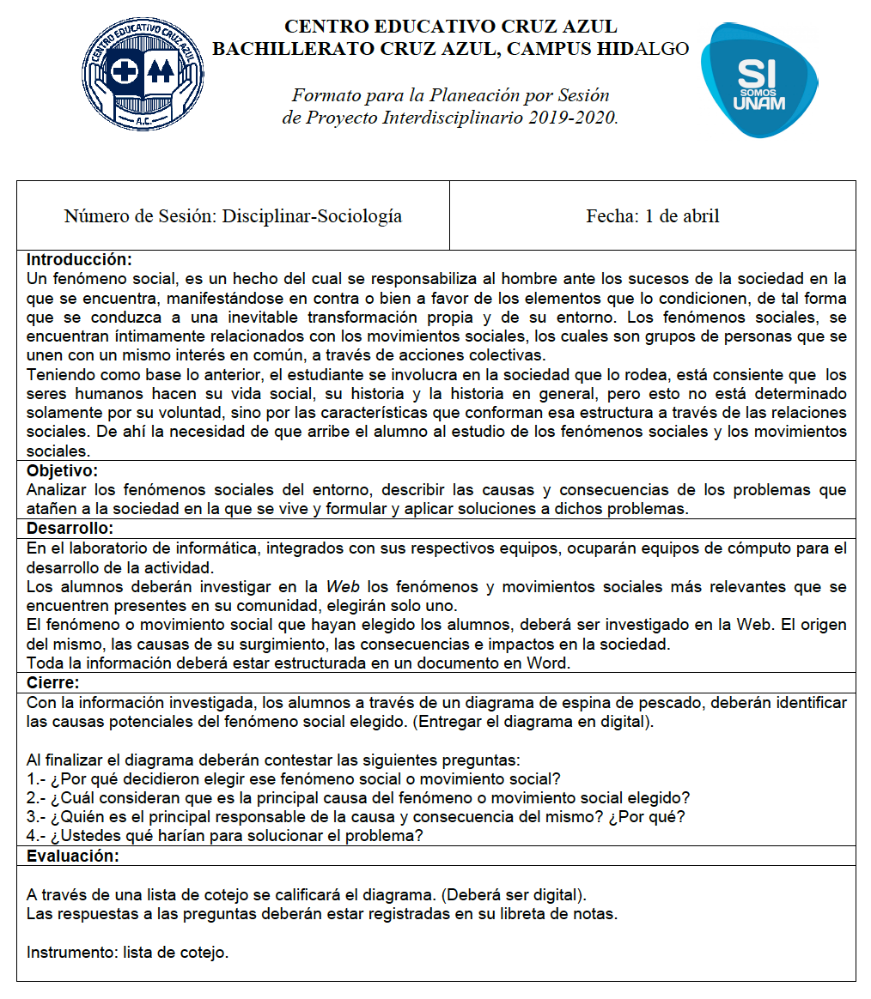 CENTRO EDUCATIVO CRUZ AZUL
A.C.
CENTRO EDUCATIVO CRUZ AZUL
BACHILLERATO CRUZ AZUL, CAMPUS HIDALGO
Formato para la Planeación por Sesión
de Proyecto Interdisciplinario 2019-2020.
SI
SOMOS
UNAM
Número de Sesión: Disciplinar-Sociología
Fecha: 1 de abril
Introducción:
Un fenómeno social, es un hecho del cual se responsabiliza al hombre ante los sucesos de la sociedad en la
que se encuentra, manifestándose en contra o bien a favor de los elementos que lo condicionen, de tal forma
que se conduzca a una inevitable transformación propia y de su entorno. Los fenómenos sociales, se
encuentran íntimamente relacionados con los movimientos sociales, los cuales son grupos de personas que se
unen con un mismo interés en común, a través de acciones colectivas.
Teniendo como base lo anterior, el estudiante se involucra en la sociedad que lo rodea, está consiente que los
seres humanos hacen su vida social, su historia y la historia en general, pero esto no está determinado
solamente por su voluntad, sino por las características que conforman esa estructura a través de las relaciones
sociales. De ahí la necesidad de que arribe el alumno al estudio de los fenómenos sociales y los movimientos
sociales.
Objetivo:
Analizar los fenómenos sociales del entorno, describir las causas y consecuencias de los problemas que
atañen a la sociedad en la que se vive y formular y aplicar soluciones a dichos problemas.
Desarrollo:
En el laboratorio de informática, integrados con sus respectivos equipos, ocuparán equipos de cómputo para el
desarrollo de la actividad.
Los alumnos deberán investigar en la Web los fenómenos y movimientos sociales más relevantes que se
encuentren presentes en su comunidad, elegirán solo uno.
El fenómeno o movimiento social que hayan elegido los alumnos, deberá ser investigado en la Web. El origen
del mismo, las causas de su surgimiento, las consecuencias e impactos en la sociedad.
Toda la información deberá estar estructurada en un documento en Word.
Cierre:
Con la información investigada, los alumnos a través de un diagrama de espina de pescado, deberán identificar
las causas potenciales del fenómeno social elegido. (Entregar el diagrama en digital).
Al finalizar el diagrama deberán contestar las siguientes preguntas:
1.- ¿Por qué decidieron elegir ese fenómeno social o movimiento social?
2.- ¿Cuál consideran que es la principal causa del fenómeno o movimiento social elegido?
3.- ¿Quién es el principal responsable de la causa y consecuencia del mismo? ¿Por qué?
4.- ¿Ustedes qué harían para solucionar el problema?
Evaluación:
A través de una lista de cotejo se calificará el diagrama. (Deberá ser digital).
Las respuestas a las preguntas deberán estar registradas en su libreta de notas.
Instrumento: lista de cotejo.